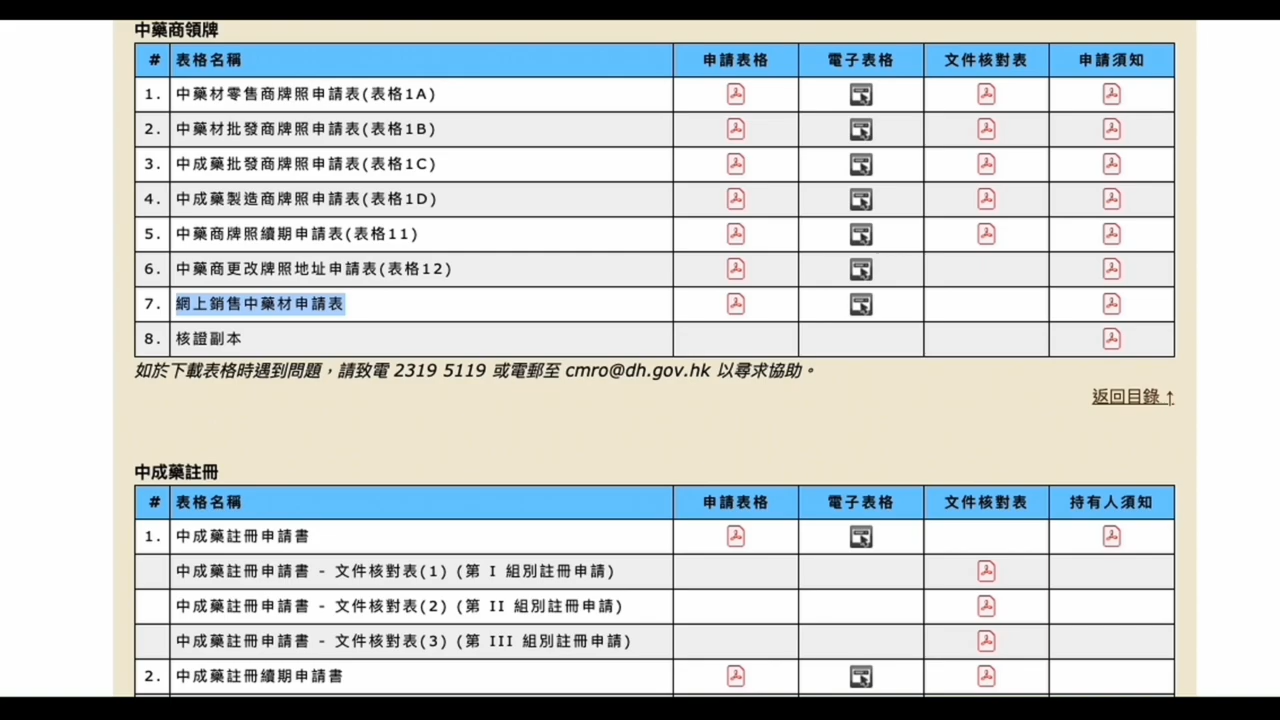 中藥商領牌
# 表格名稱 申請表格 電子表格 文件核對表 申請須知
1. 中藥材零售商牌照申請表(表格1A)
2. 中藥材批發商牌照申請表(表格1B)
3. 中成藥批發商牌照申請表(表格1C)
4. 中成藥製造商牌照申請表(表格1D)
5. 中藥商牌照續期申請表(表格11)
6. 中藥商更改牌照地址申請表(表格12)
7. 網上銷售中藥材申請表
8. 核證副本
如於下載表格時遇到問題，請致電 2319 5119 或電郵至 cmro@dh.gov.hk 以尋求協助。
返回目錄 ↑
中成藥註冊
# 表格名稱 申請表格 電子表格 文件核對表 持有人須知
1. 中成藥註冊申請書
中成藥註冊申請書 - 文件核對表(1) (第 I 組別註冊申請)
中成藥註冊申請書 - 文件核對表(2) (第 II 組別註冊申請)
中成藥註冊申請書 - 文件核對表(3) (第 III 組別註冊申請)
2. 中成藥註冊續期申請書